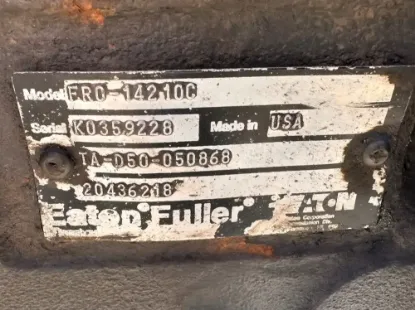 Model FRO-14210C
Serial K0359228 Made in USA
TA-D50-050868
20436218
Eaton® Fuller® EATON